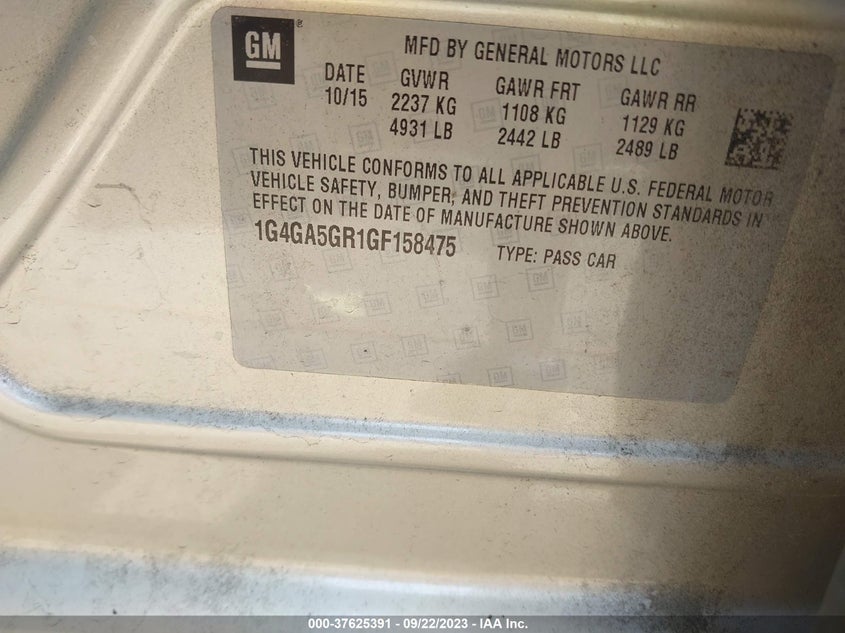 GM ®
MFD BY GENERAL MOTORS LLC
DATE GVWR GAWR FRT GAWR RR
10/15 2237 KG 1108 KG 1129 KG
4931 LB 2442 LB 2489 LB
THIS VEHICLE CONFORMS TO ALL APPLICABLE U.S. FEDERAL MOTOR
VEHICLE SAFETY, BUMPER, AND THEFT PREVENTION STANDARDS IN
EFFECT ON THE DATE OF MANUFACTURE SHOWN ABOVE.
1G4GA5GR1GF158475 TYPE: PASS CAR
000-37625391 - 09/22/2023 - IAA Inc.